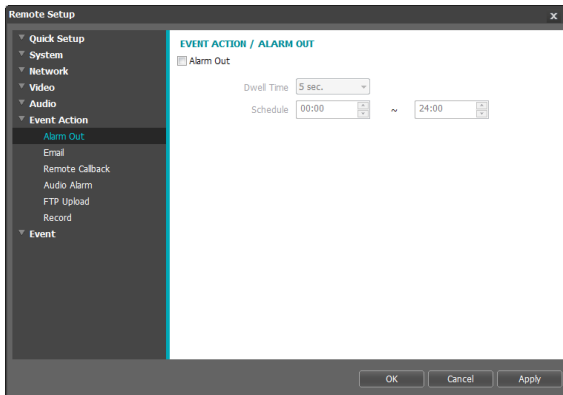 Remote Setup x
Quick Setup
System
Network
Video
Audio
Event Action
Alarm Out
Email
Remote Callback
Audio Alarm
FTP Upload
Record
Event
EVENT ACTION / ALARM OUT
Alarm Out
Dwell Time 5 sec.
Schedule 00:00 ~ 24:00
OK Cancel Apply